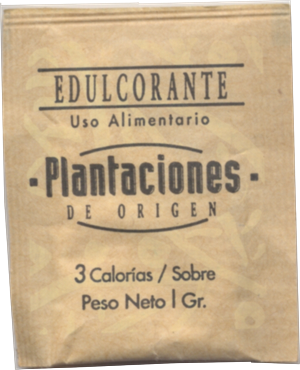 EDULCORANTE
Uso Alimentario
· Plantaciones ·
DE ORIGEN
3 Calorías / Sobre
Peso Neto 1 Gr.